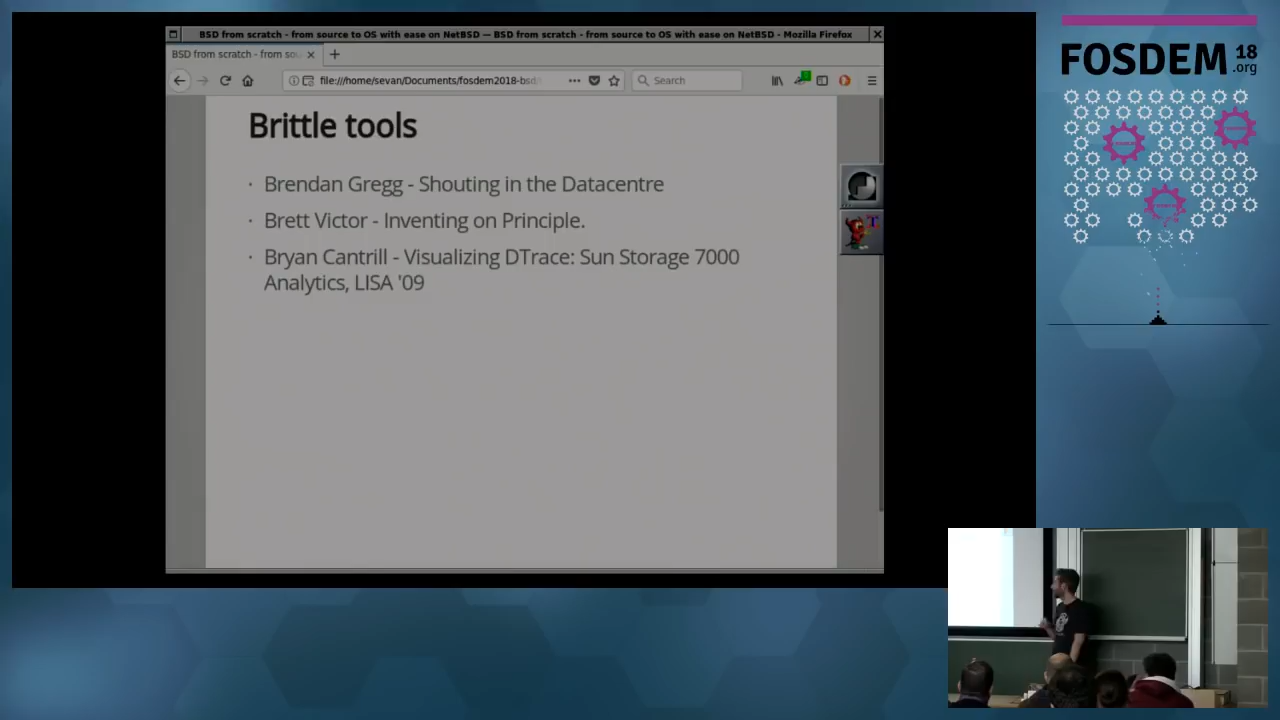 BSD from scratch - from source to OS with ease on NetBSD — BSD from scratch - from source to OS with ease on NetBSD - Mozilla Firefox
BSD from scratch - from sou
file:///home/sevan/Documents/fosdem2018-bsd
Search
Brittle tools
· Brendan Gregg - Shouting in the Datacentre
· Brett Victor - Inventing on Principle.
· Bryan Cantrill - Visualizing DTrace: Sun Storage 7000
Analytics, LISA '09
FOSDEM 18
.org